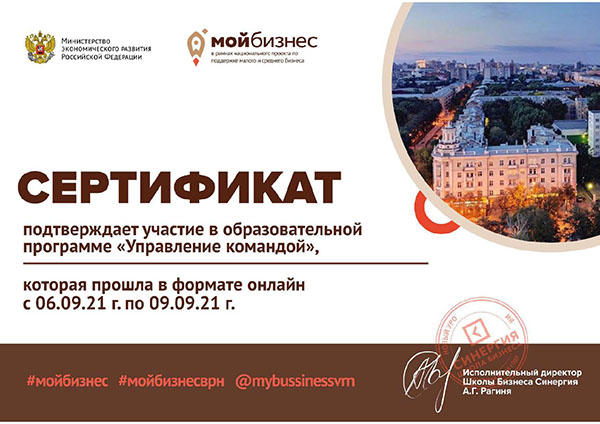 МИНИСТЕРСТВО
ЭКОНОМИЧЕСКОГО РАЗВИТИЯ
РОССИЙСКОЙ ФЕДЕРАЦИИ
МОЙБИЗНЕС
в рамках национального проекта по
поддержке малого и среднего бизнеса
СЕРТИФИКАТ
подтверждает участие в образовательной
программе «Управление командой»,
которая прошла в формате онлайн
с 06.09.21 г. по 09.09.21 г.
СИНЕРГИЯ
#мойбизнес #мойбизнесврн @mybussinessvrn
Исполнительный директор
Школы Бизнеса Синергия
А.Г. Рагиня